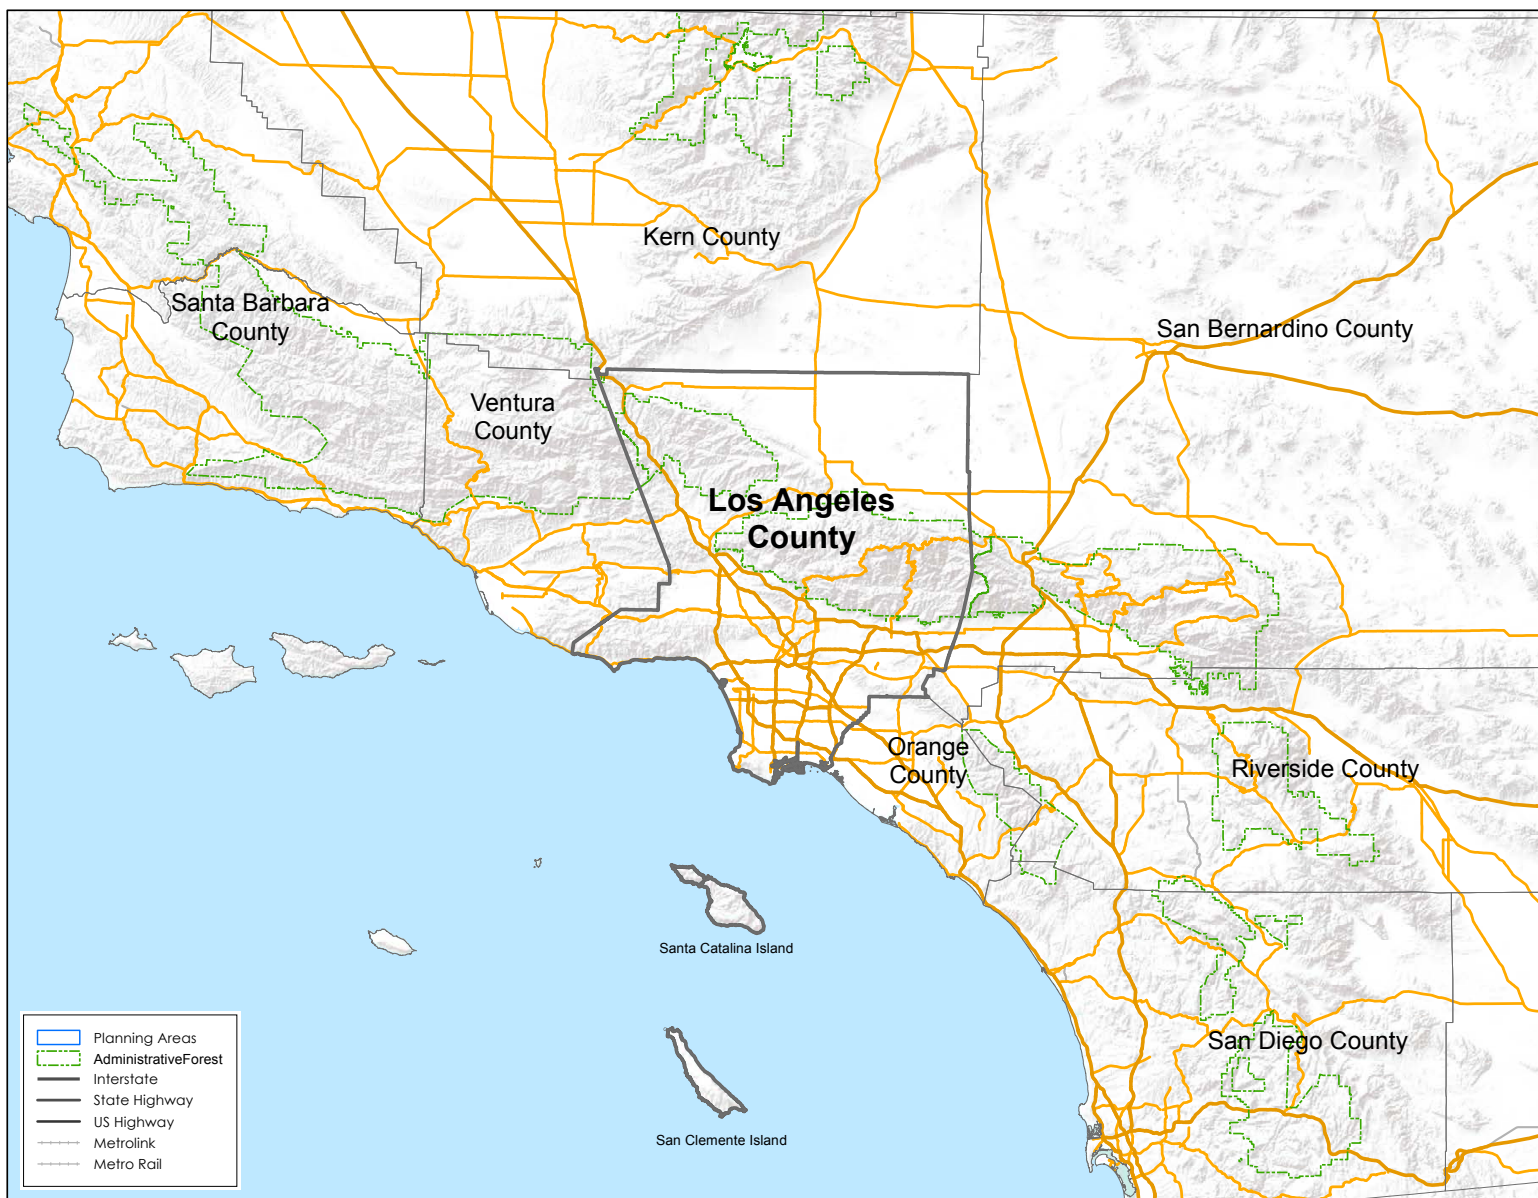 Kern County
Santa Barbara
County
San Bernardino County
Ventura
County
Los Angeles
County
Orange
County
Riverside County
Santa Catalina Island
San Diego County
San Clemente Island
Planning Areas
AdministrativeForest
Interstate
State Highway
US Highway
Metrolink
Metro Rail